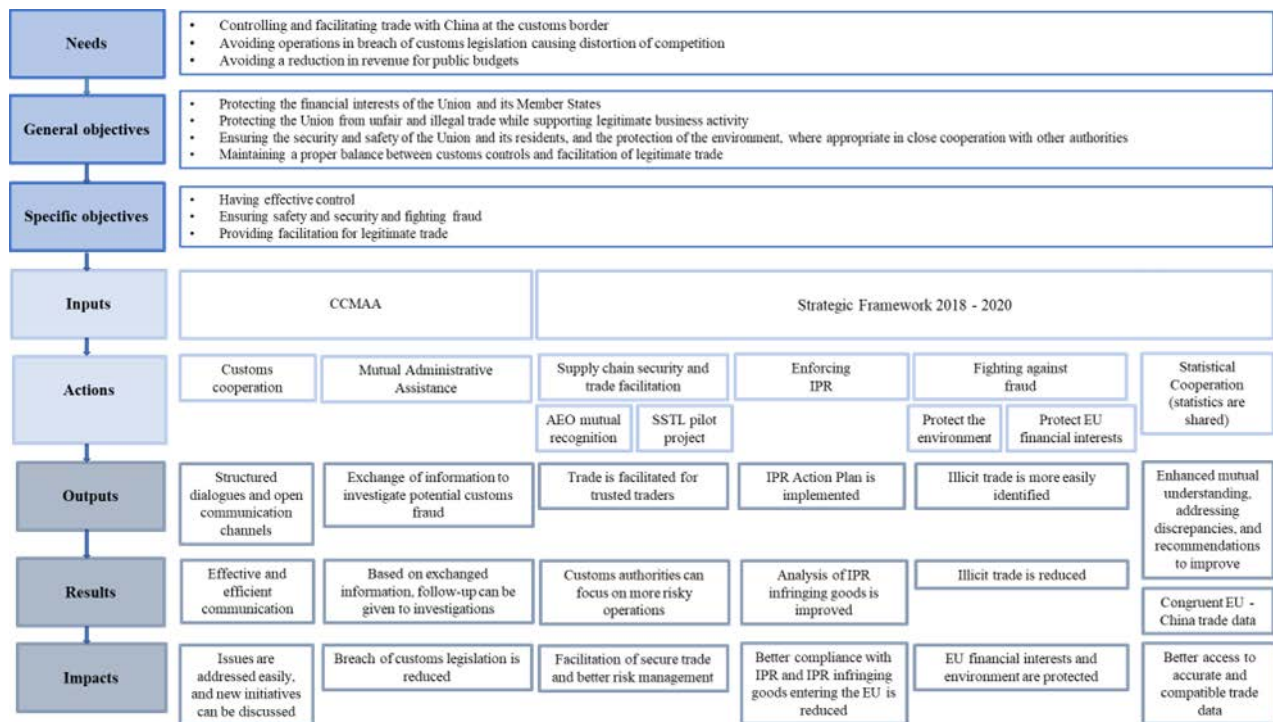 Needs
• Controlling and facilitating trade with China at the customs border
• Avoiding operations in breach of customs legislation causing distortion of competition
• Avoiding a reduction in revenue for public budgets
General objectives
• Protecting the financial interests of the Union and its Member States
• Protecting the Union from unfair and illegal trade while supporting legitimate business activity
• Ensuring the security and safety of the Union and its residents, and the protection of the environment, where appropriate in close cooperation with other authorities
• Maintaining a proper balance between customs controls and facilitation of legitimate trade
Specific objectives
• Having effective control
• Ensuring safety and security and fighting fraud
• Providing facilitation for legitimate trade
Inputs
CCMAA
Strategic Framework 2018 - 2020
Actions
Customs
cooperation
Mutual Administrative
Assistance
Supply chain security and
trade facilitation
AEO mutual
recognition
SSTL pilot
project
Enforcing
IPR
Fighting against
fraud
Protect the
environment
Protect EU
financial interests
Statistical
Cooperation
(statistics are
shared)
Outputs
Structured
dialogues and open
communication
channels
Exchange of information to
investigate potential customs
fraud
Trade is facilitated for
trusted traders
IPR Action Plan is
implemented
Illicit trade is more easily
identified
Enhanced mutual
understanding,
addressing
discrepancies, and
recommendations
to improve
Results
Effective and
efficient
communication
Based on exchanged
information, follow-up can be
given to investigations
Customs authorities can
focus on more risky
operations
Analysis of IPR
infringing goods is
improved
Illicit trade is reduced
Congruent EU -
China trade data
Impacts
Issues are
addressed easily,
and new initiatives
can be discussed
Breach of customs legislation is
reduced
Facilitation of secure trade
and better risk management
Better compliance with
IPR and IPR infringing
goods entering the EU is
reduced
EU financial interests and
environment are protected
Better access to
accurate and
compatible trade
data